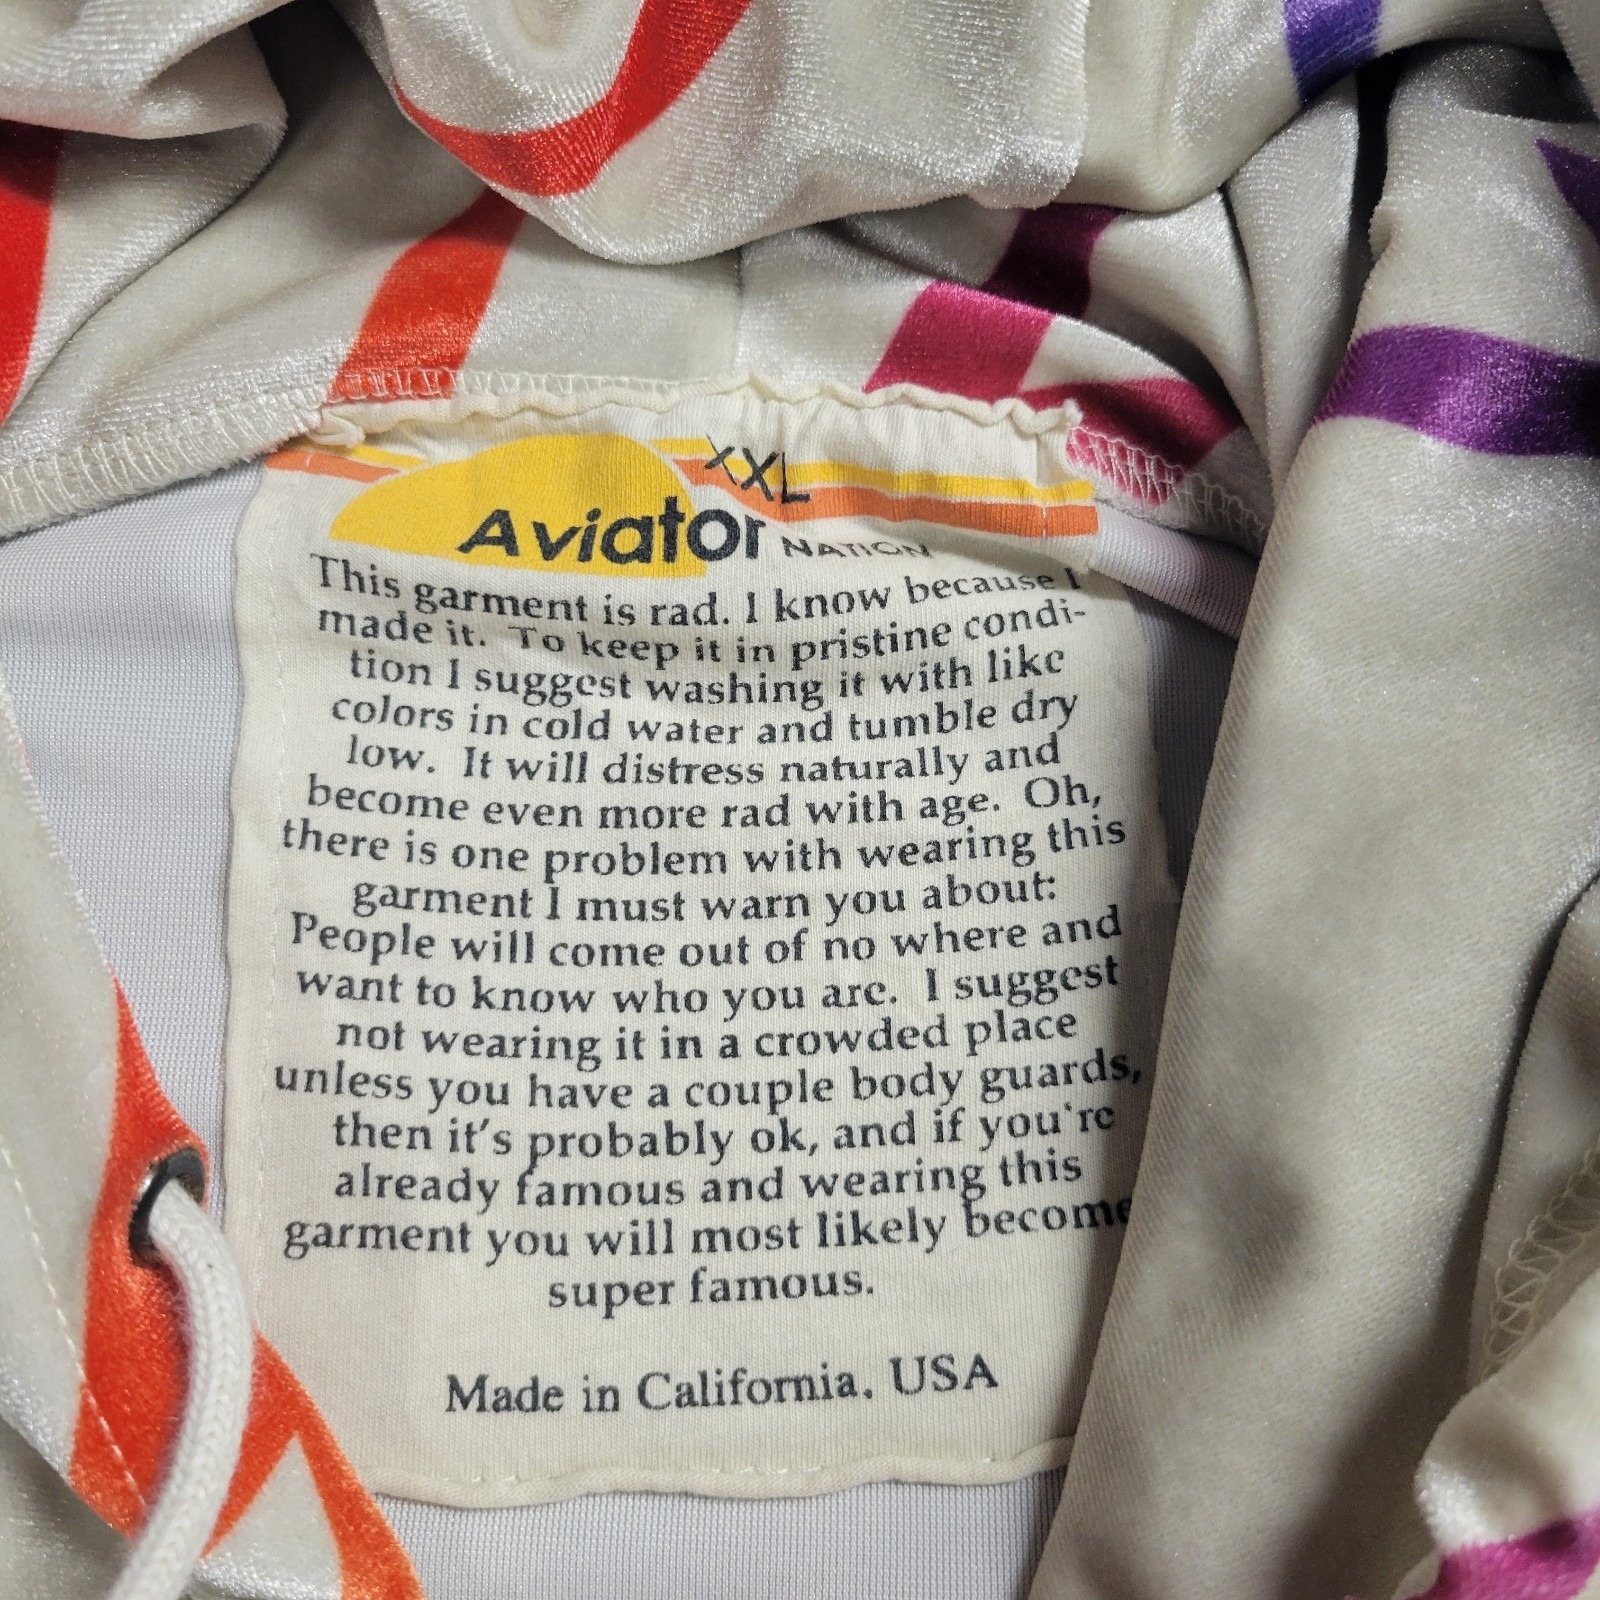 XXL
Aviator NATION
This garment is rad. I know because I
made it. To keep it in pristine condi-
tion I suggest washing it with like
colors in cold water and tumble dry
low. It will distress naturally and
become even more rad with age. Oh,
there is one problem with wearing this
garment I must warn you about:
People will come out of no where and
want to know who you are. I suggest
not wearing it in a crowded place
unless you have a couple body guards,
then it's probably ok, and if you're
already famous and wearing this
garment you will most likely become
super famous.
Made in California, USA